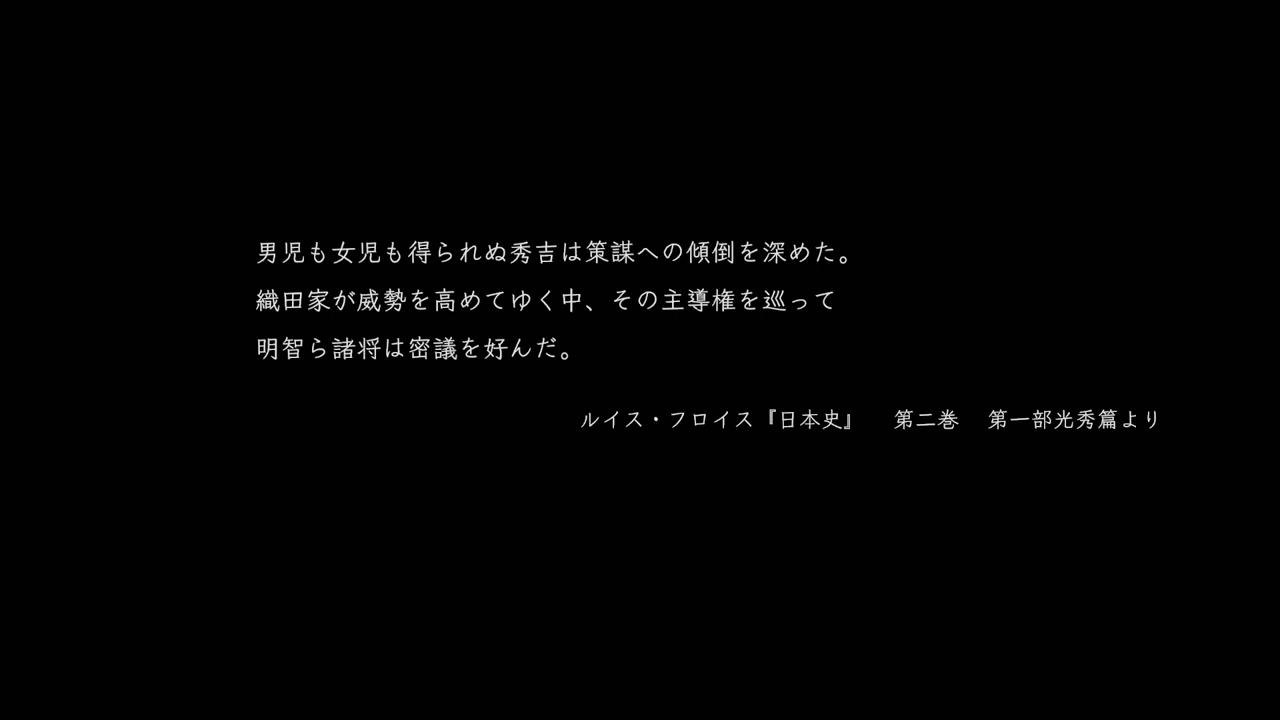 男児も女児も得られぬ秀吉は策謀への傾倒を深めた。
織田家が威勢を高めてゆく中、その主導権を巡って
明智ら諸将は密議を好んだ。
ルイス・フロイス『日本史』　第二巻　第一部光秀篇より